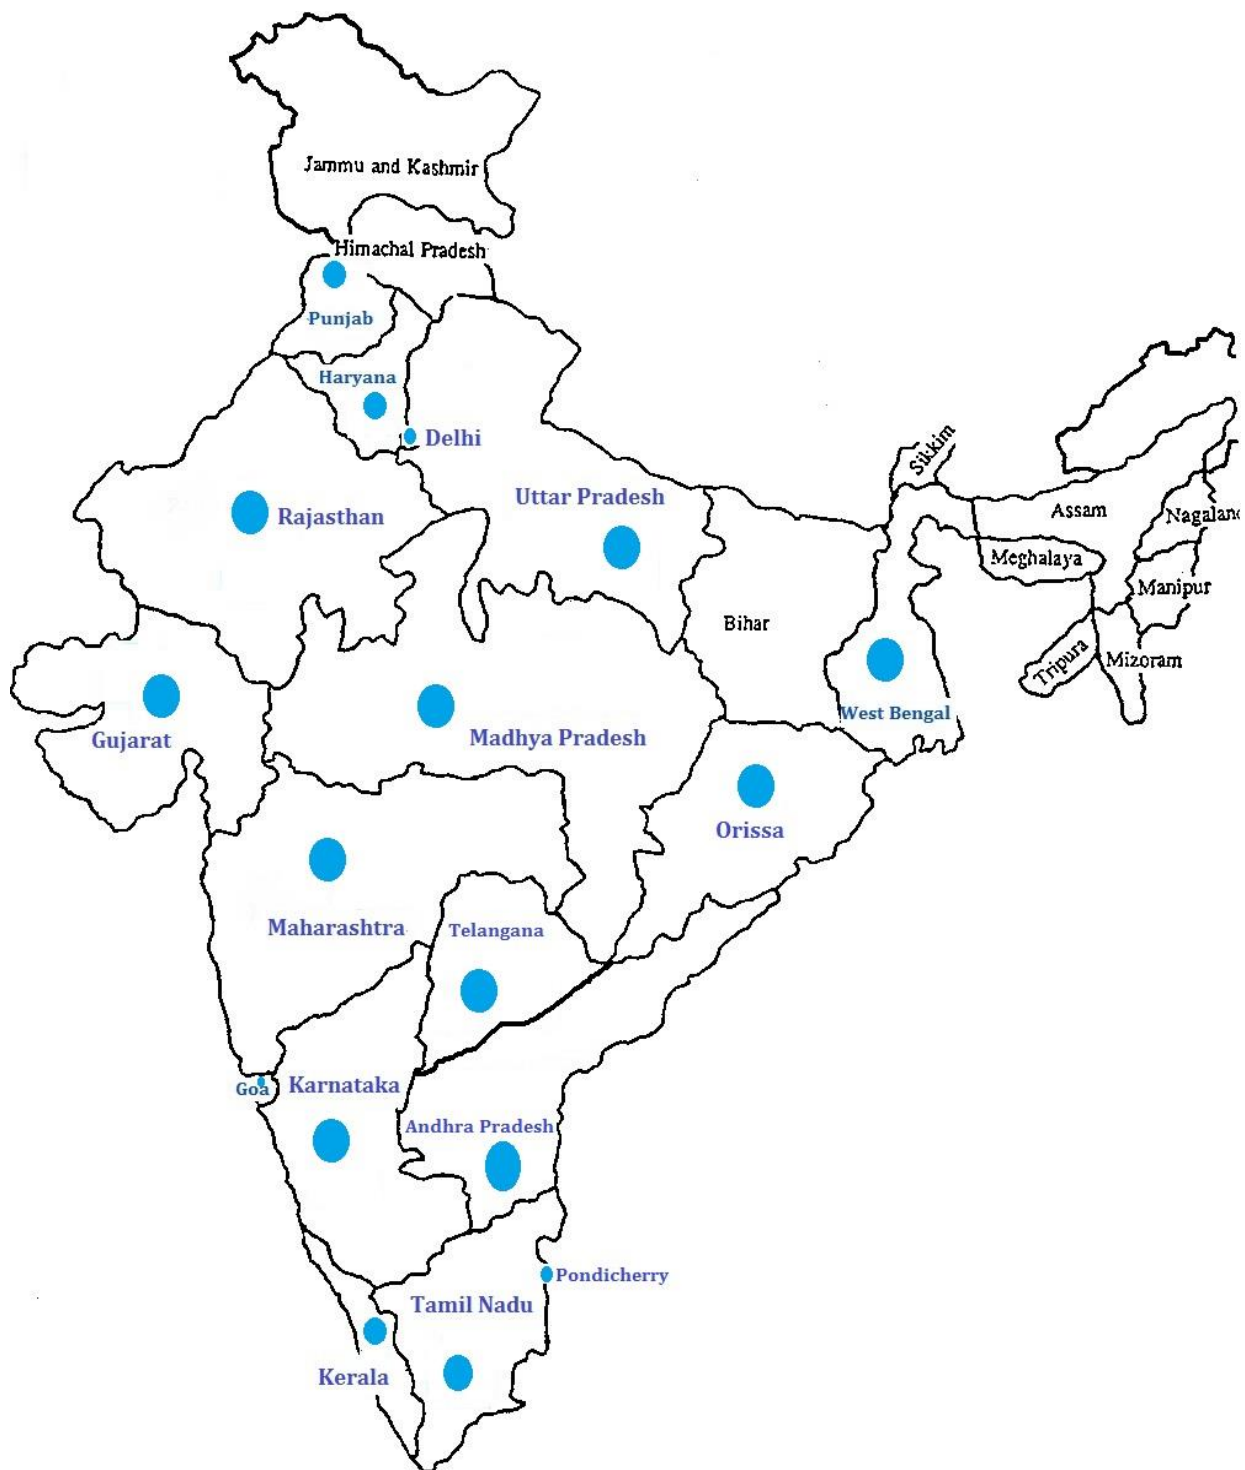 Jammu and Kashmir
Himachal Pradesh
Punjab
Haryana
Delhi
Sikkim
Uttar Pradesh
Rajasthan
Assam
Nagaland
Meghalaya
Manipur
Bihar
Tripura
Mizoram
West Bengal
Gujarat
Madhya Pradesh
Orissa
Maharashtra
Telangana
Goa
Karnataka
Andhra Pradesh
Pondicherry
Tamil Nadu
Kerala